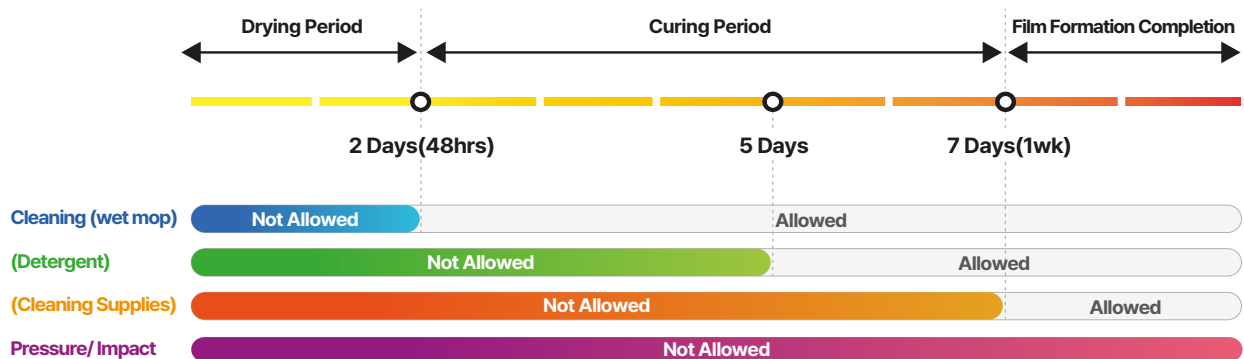 Drying Period
Curing Period
Film Formation Completion
2 Days(48hrs)
5 Days
7 Days(1wk)
Cleaning (wet mop)
Not Allowed
Allowed
(Detergent)
Not Allowed
Allowed
(Cleaning Supplies)
Not Allowed
Allowed
Pressure/ Impact
Not Allowed